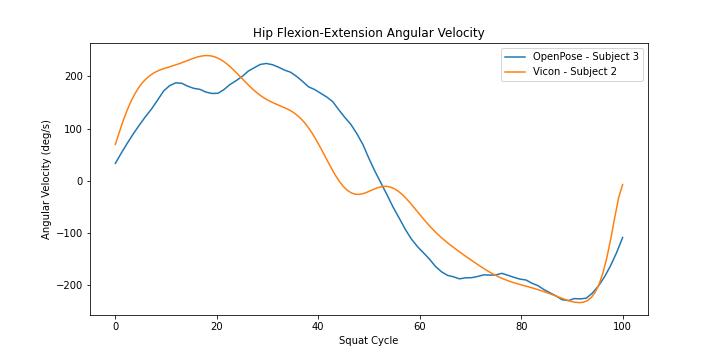 Hip Flexion-Extension Angular Velocity
OpenPose - Subject 3
Vicon - Subject 2
Angular Velocity (deg/s)
200
100
0
−100
−200
0
20
40
60
80
100
Squat Cycle